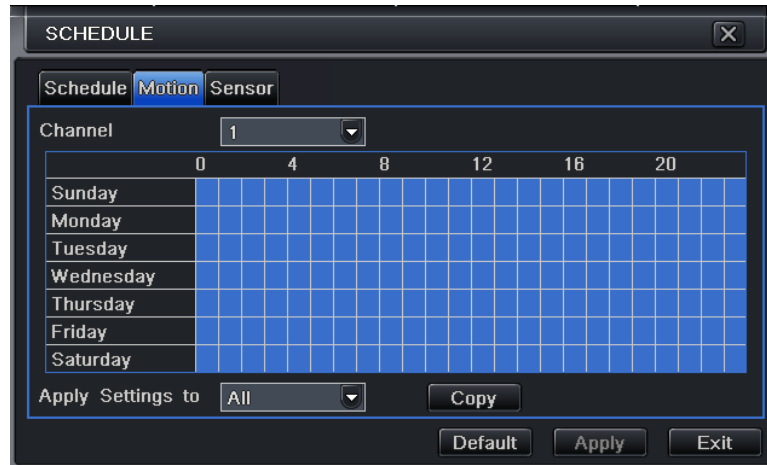 SCHEDULE
Schedule Motion Sensor
Channel 1
0 4 8 12 16 20
Sunday
Monday
Tuesday
Wednesday
Thursday
Friday
Saturday
Apply Settings to All Copy
Default Apply Exit